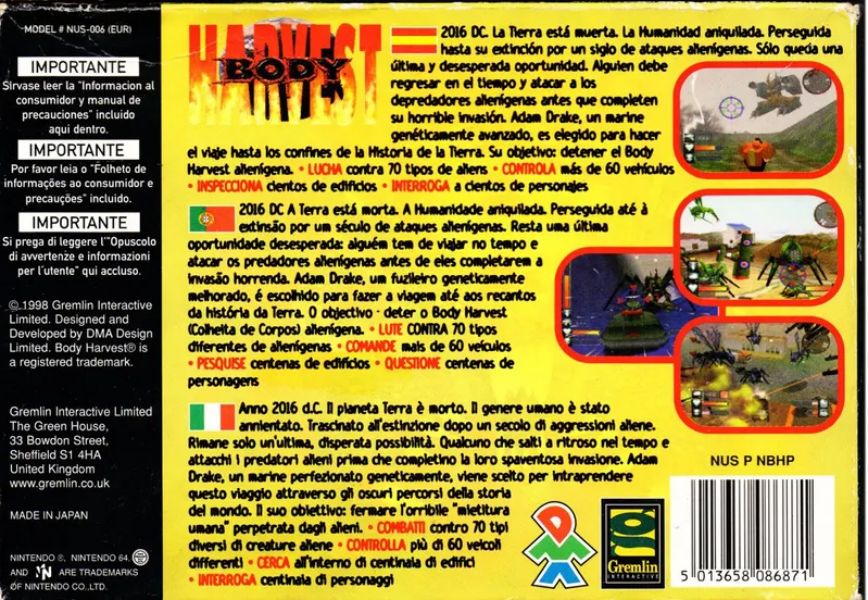 MODEL # NUS-006 (EUR)
IMPORTANTE
Sírvase leer la "Informacion al
consumidor y manual de
precauciones" incluido
aqui dentro.
IMPORTANTE
Por favor leia o "Folheto de
informações ao consumidor e
precauções" incluido.
IMPORTANTE
Si prega di leggere l'"Opuscolo
di avvertenze e informazioni
per l'utente" qui accluso.
©.1998 Gremlin Interactive
Limited. Designed and
Developed by DMA Design
Limited. Body Harvest® is
a registered trademark.
Gremlin Interactive Limited
The Green House,
33 Bowdon Street,
Sheffield S1 4HA
United Kingdom
www.gremlin.co.uk
MADE IN JAPAN
NINTENDO ®, NINTENDO 64,
AND N ARE TRADEMARKS
OF NINTENDO CO.,LTD.
HARVEST
BODY
2016 DC. La Tierra está muerta. La Humanidad aniquilada. Perseguida
hasta su extinción por un siglo de ataques alienígenas. Sólo queda una
última y desesperada oportunidad. Alguien debe
regresar en el tiempo y atacar a los
depredadores alienígenas antes que completen
su horrible invasión. Adam Drake, un marine
genéticamente avanzado, es elegido para hacer
el viaje hasta los confines de la Historia de la Tierra. Su objetivo: detener el Body
Harvest alienígena. • LUCHA contra 70 tipos de aliens • CONTROLA más de 60 vehículos
• INSPECCIONA cientos de edificios • INTERROGA a cientos de personajes
2016 DC A Terra está morta. A Humanidade aniquilada. Perseguida até à
extinsão por um século de ataques alienígenas. Resta uma última
oportunidade desesperada: alguém tem de viajar no tempo e
atacar os predadores alienígenas antes de eles completarem a
invasão horrenda. Adam Drake, um fuzileiro geneticamente
melhorado, é escolhido para fazer a viagem até aos recantos
da história da Terra. O objectivo - deter o Body Harvest
(Colheita de Corpos) alienígena. • LUTE CONTRA 70 tipos
diferentes de alienígenas • COMANDE mais de 60 veículos
• PESQUISE centenas de edifícios • QUESTIONE centenas de
personagens
Anno 2016 d.C. Il pianeta Terra è morto. Il genere umano è stato
annientato. Trascinato all'estinzione dopo un secolo di aggressioni aliene.
Rimane solo un'ultima, disperata possibilità. Qualcuno che salti a ritroso nel tempo e
attacchi i predatori alieni prima che completino la loro spaventosa invasione. Adam
Drake, un marine perfezionato geneticamente, viene scelto per intraprendere
questo viaggio attraverso gli oscuri percorsi della storia
del mondo. Il suo obiettivo: fermare l'orribile "mietitura
umana" perpetrata dagli alieni. • COMBATTI contro 70 tipi
diversi di creature aliene • CONTROLLA più di 60 veicoli
differenti • CERCA all'interno di centinaia di edifici
• INTERROGA centinaia di personaggi
DMA
Gremlin
INTERACTIVE
NUS P NBHP
5 013658 086871